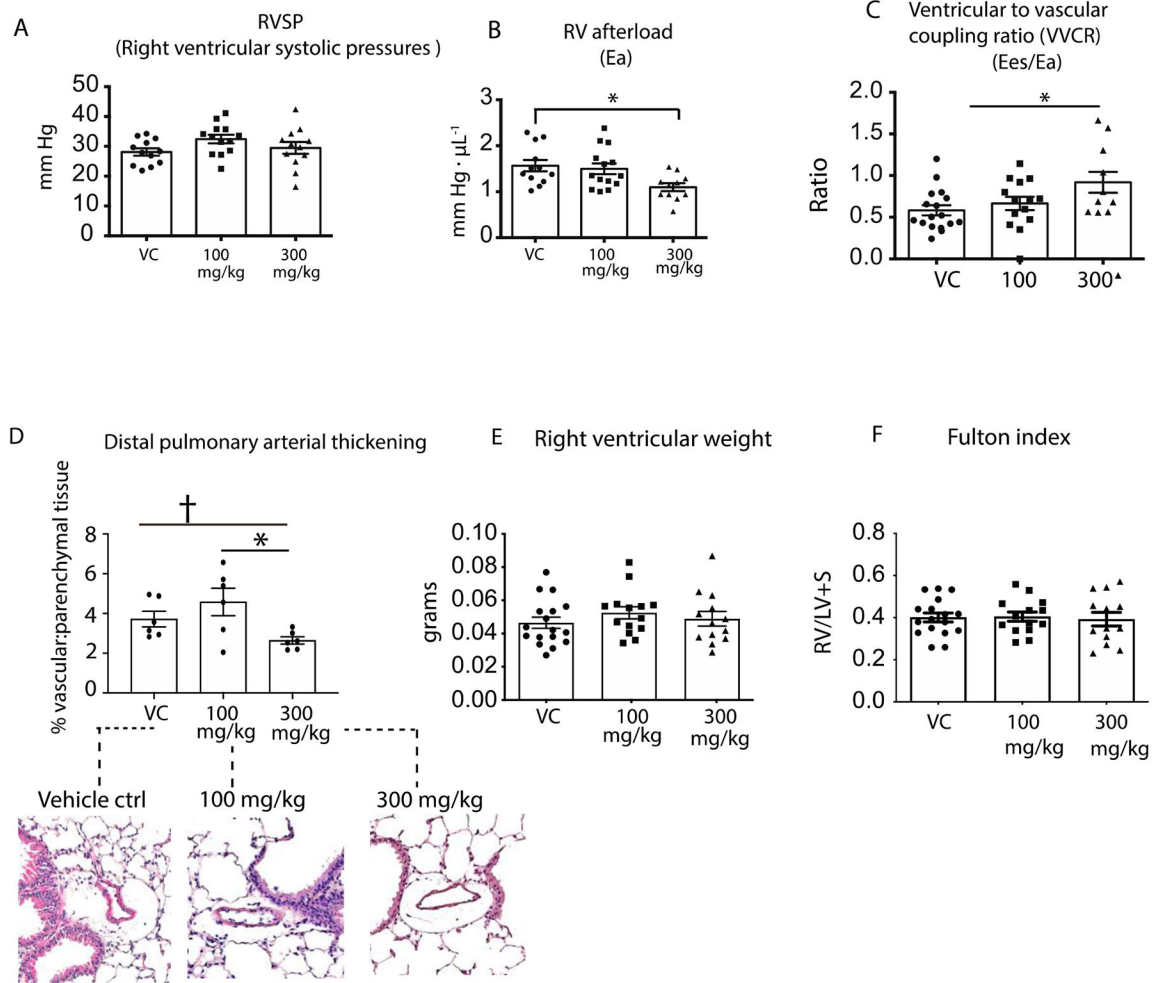 A
RVSP
(Right ventricular systolic pressures )
mm Hg
50
40
30
20
10
0
VC
100
mg/kg
300
mg/kg
B
RV afterload
(Ea)
*
mm Hg · µL⁻¹
3
2
1
0
VC
100
mg/kg
300
mg/kg
C
Ventricular to vascular
coupling ratio (VVCR)
(Ees/Ea)
*
Ratio
2.0
1.5
1.0
0.5
0.0
VC
100
300
D
Distal pulmonary arterial thickening
% vascular:parenchymal tissue
†
*
8
6
4
2
0
VC
100
mg/kg
300
mg/kg
Vehicle ctrl
100 mg/kg
300 mg/kg
E
Right ventricular weight
grams
0.10
0.08
0.06
0.04
0.02
0.00
VC
100
mg/kg
300
mg/kg
F
Fulton index
RV/LV+S
0.8
0.6
0.4
0.2
0.0
VC
100
mg/kg
300
mg/kg